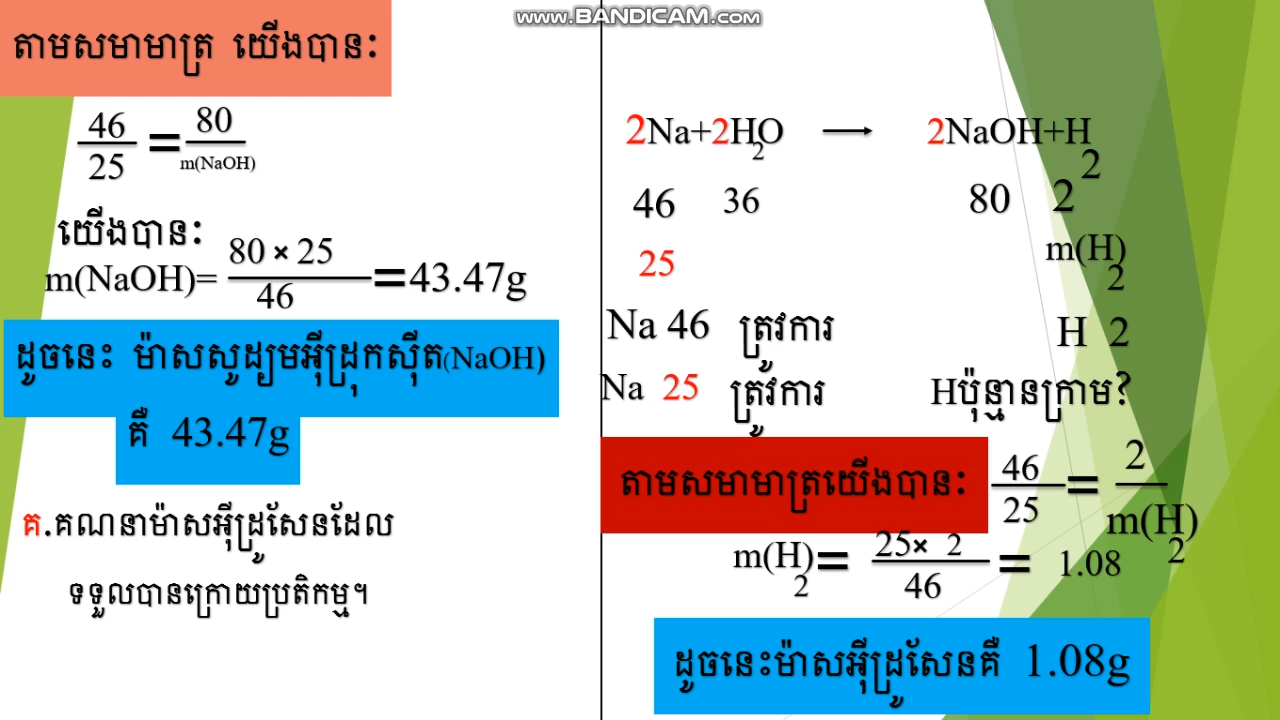 www.BANDICAM.com
តាមសមាមាត្រ យើងបានៈ
46/25 = 80/m(NaOH)
យើងបានៈ
m(NaOH)= 80 × 25/46 =43.47g
ដូចនេះ ម៉ាសសូដ្យមអ៊ីដ្រុកស៊ីត(NaOH)
គឺ 43.47g
គ.គណនាម៉ាសអ៊ីដ្រូសែនដែល
ទទួលបានក្រោយប្រតិកម្ម។
2Na+2H₂O → 2NaOH+H₂
46 36 80 2
25 m(H₂)
Na 46 ត្រូវការ H 2
Na 25 ត្រូវការ Hប៉ុន្មានក្រាម?
តាមសមាមាត្រយើងបានៈ 46/25 = 2/m(H₂)
m(H₂)= 25× 2/46 = 1.08
ដូចនេះម៉ាសអ៊ីដ្រូសែនគឺ 1.08g